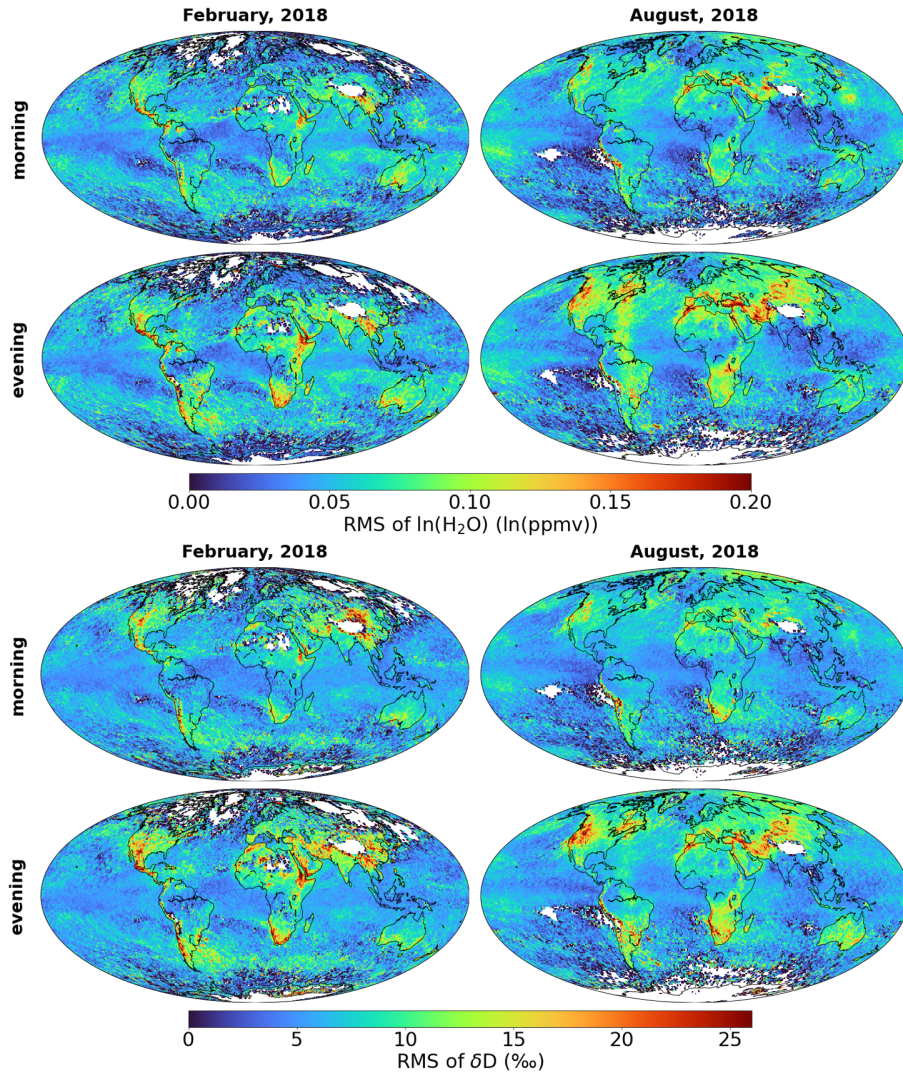 February, 2018 August, 2018
morning
evening
0.00 0.05 0.10 0.15 0.20
RMS of ln(H₂O) (ln(ppmv))
February, 2018 August, 2018
morning
evening
0 5 10 15 20 25
RMS of δD (‰)